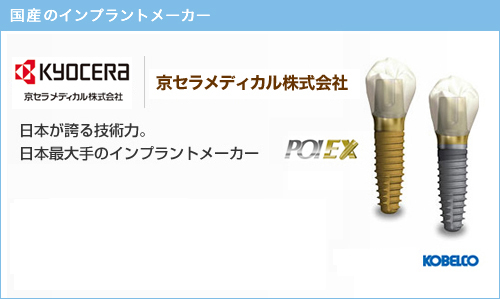 国産のインプラントメーカー
KYOCERA
京セラメディカル株式会社
京セラメディカル株式会社
日本が誇る技術力。
日本最大手のインプラントメーカー
POI EX
KOBELCO